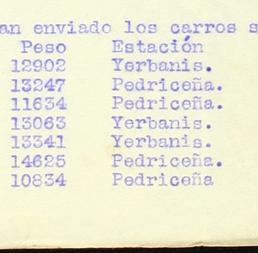 an enviado los carros s
Peso Estación
12902 Yerbanis.
13247 Pedriceña.
11634 Pedriceña.
13063 Yerbanis.
13341 Yerbanis.
14625 Pedriceña.
10834 Pedriceña